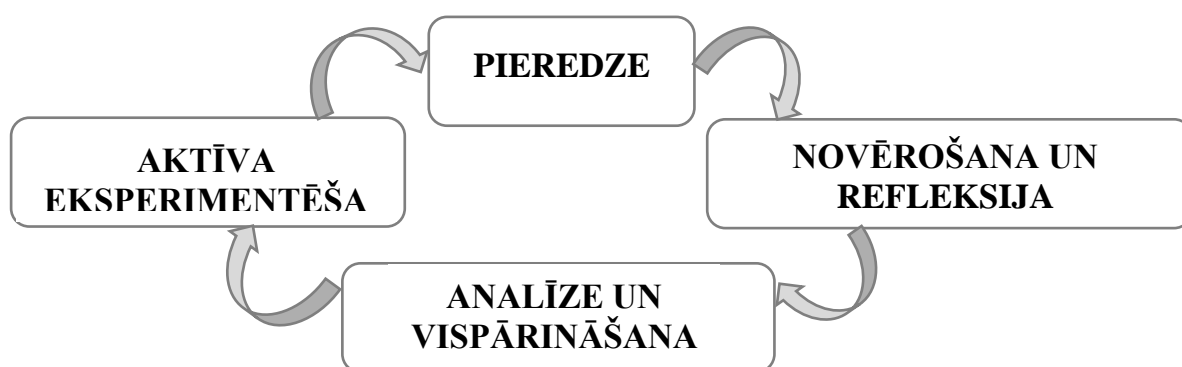 PIEREDZE
NOVĒROŠANA UN
REFLEKSIJA
ANALĪZE UN
VISPĀRINĀŠANA
AKTĪVA
EKSPERIMENTĒŠA